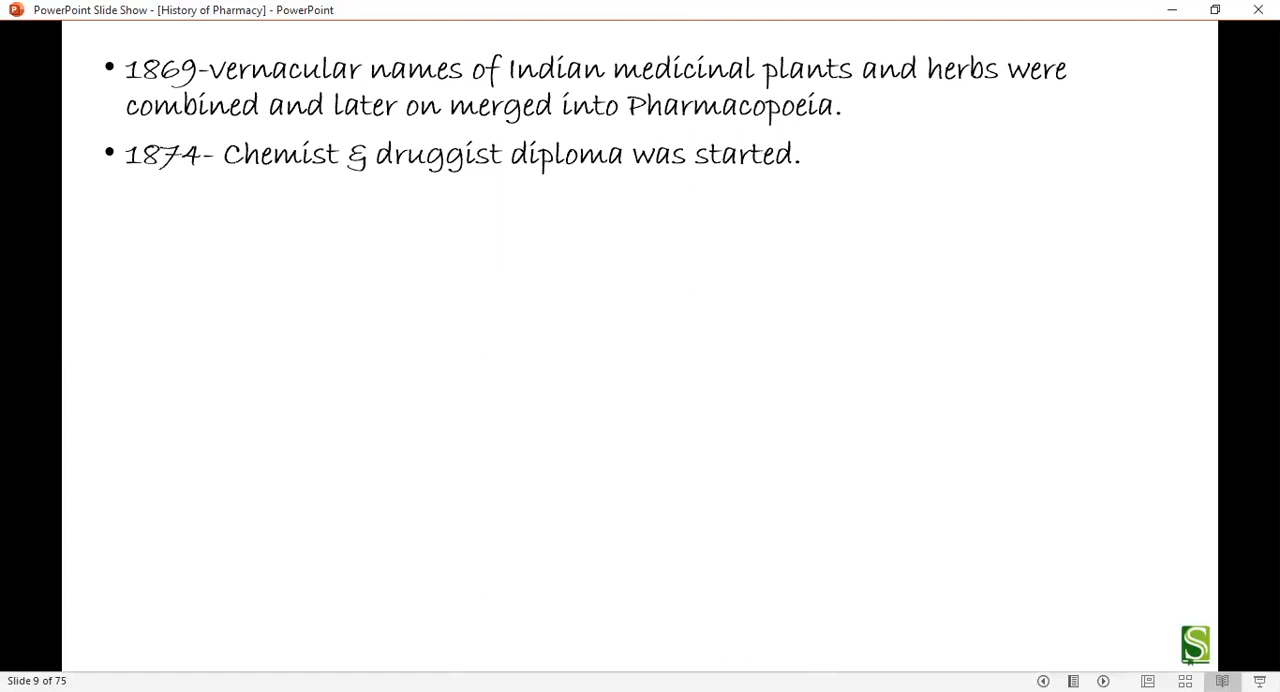 PowerPoint Slide Show - [History of Pharmacy] - PowerPoint
• 1869-vernacular names of Indian medicinal plants and herbs were
combined and later on merged into Pharmacopoeia.
• 1874- Chemist & druggist diploma was started.
S
Slide 9 of 75